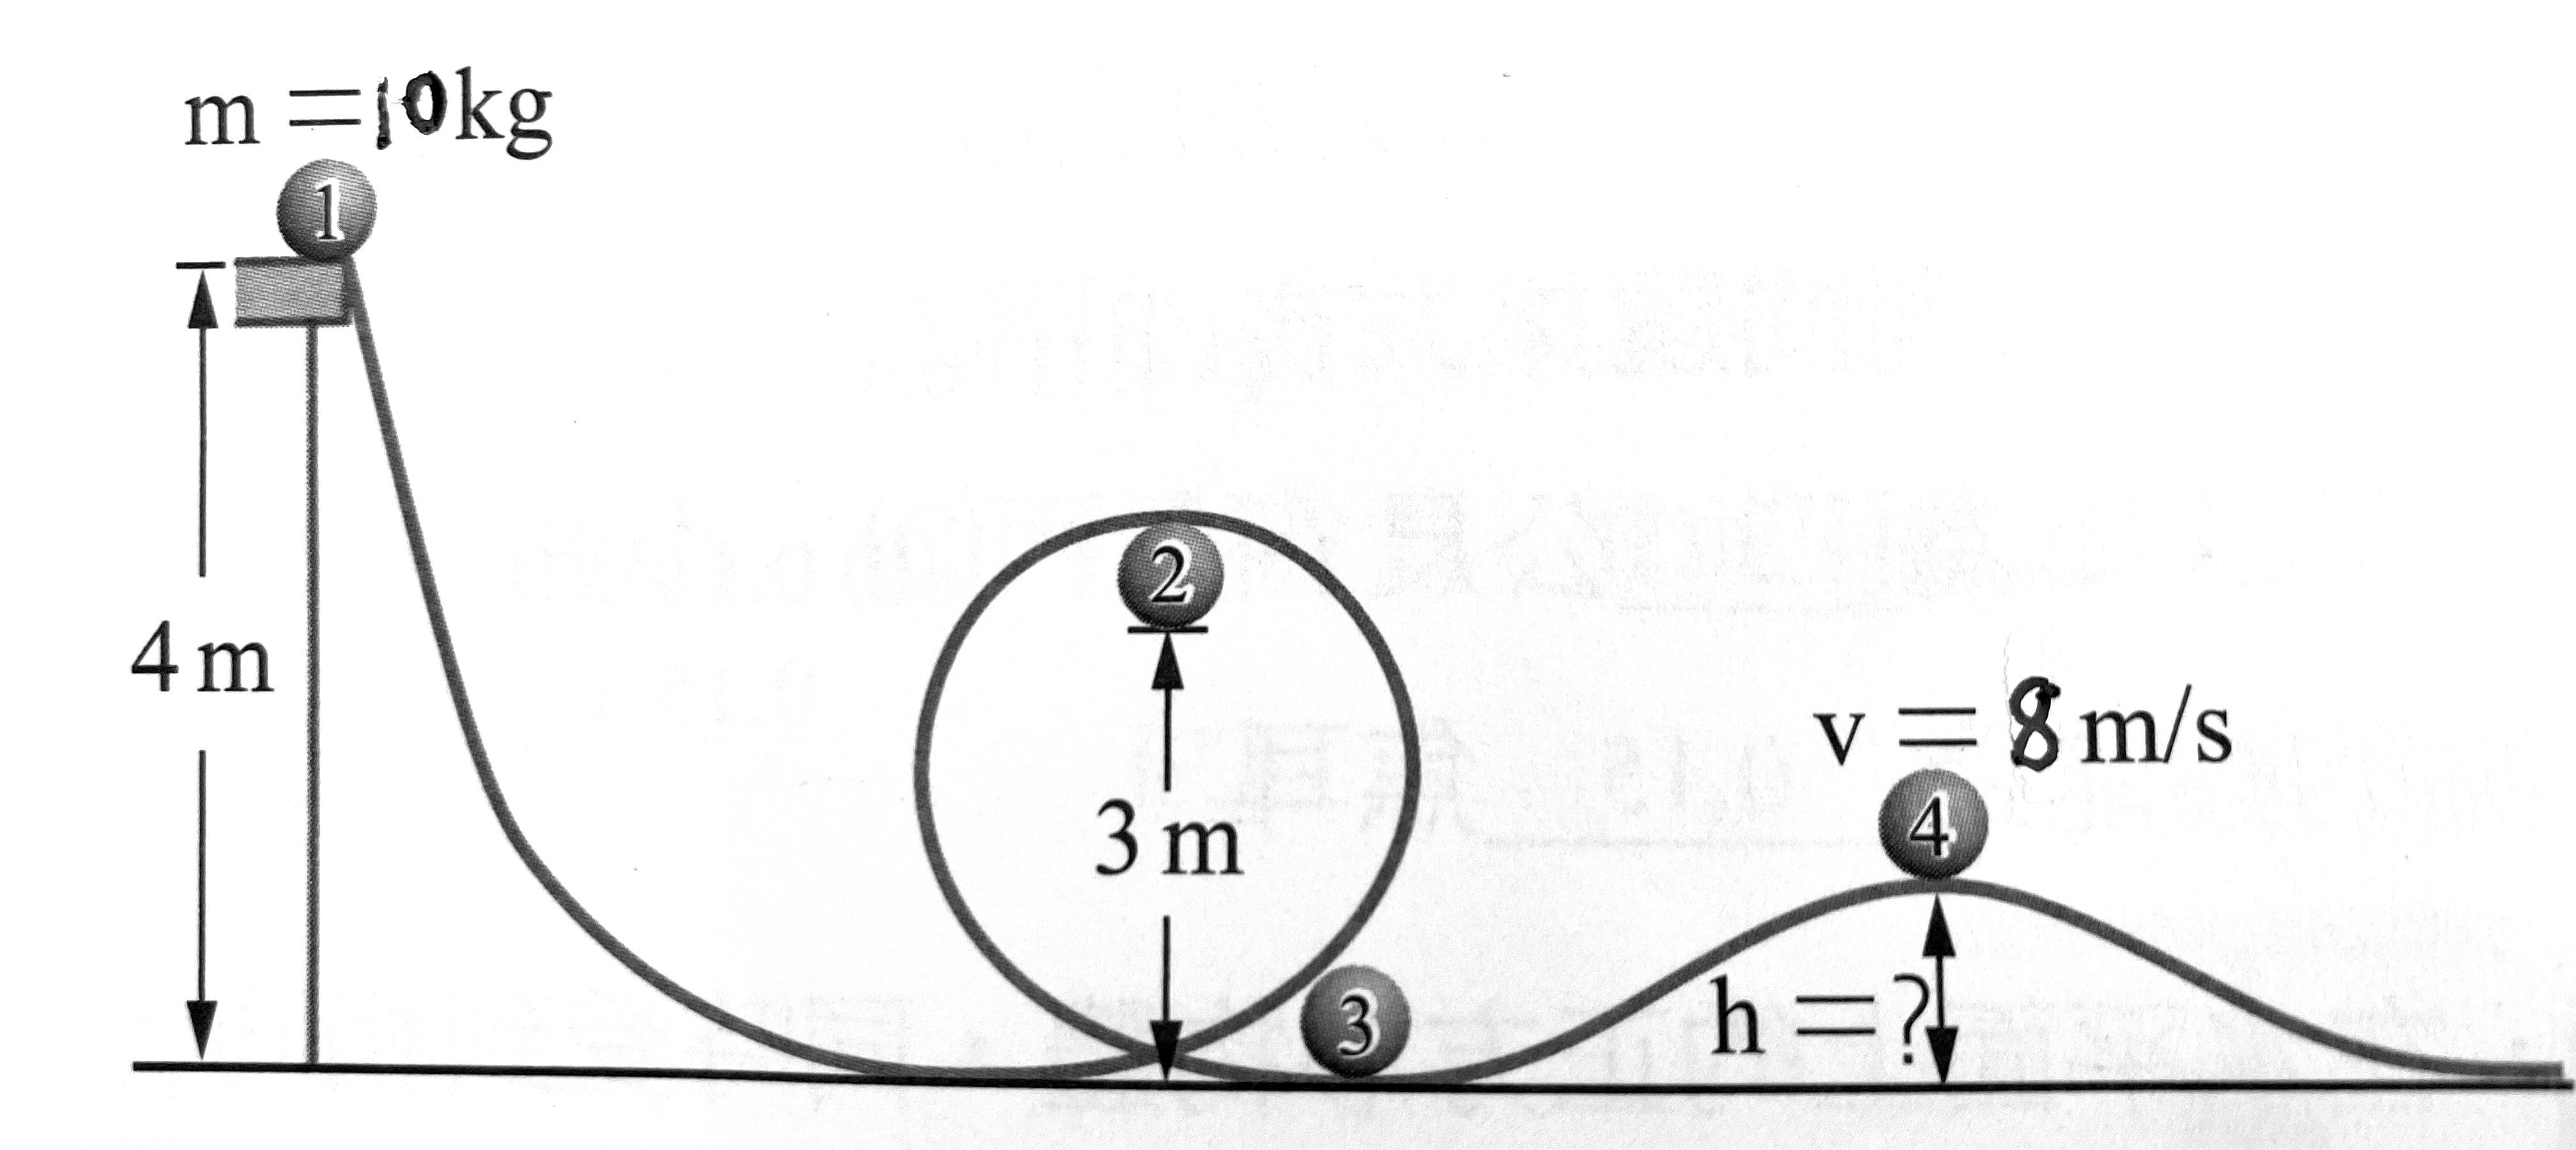 m = 10 kg
1
2
4 m
v = 8 m/s
3 m
4
h = ?
3